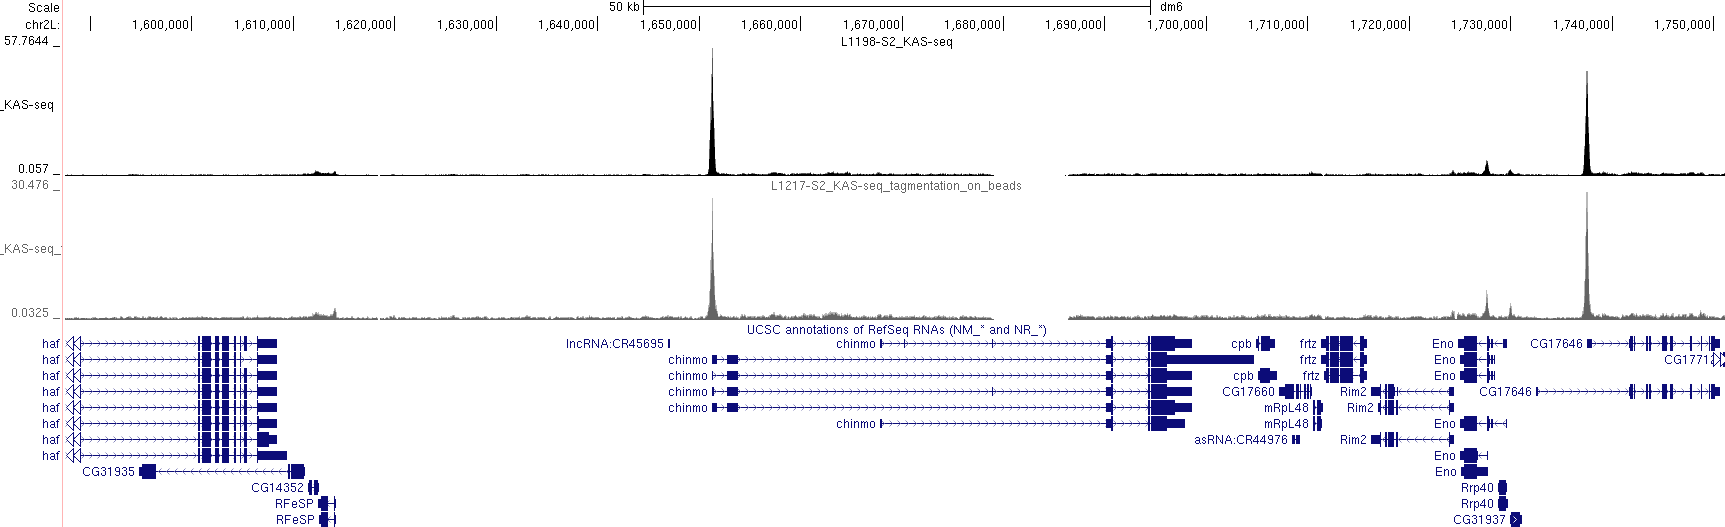 Scale 50 kb dm6
chr2L: 1,600,000 1,610,000 1,620,000 1,630,000 1,640,000 1,650,000 1,660,000 1,670,000 1,680,000 1,690,000 1,700,000 1,710,000 1,720,000 1,730,000 1,740,000 1,750,000
57.7644 _ L1198-S2_KAS-seq
_KAS-seq
0.057 _
30.476 _ L1217-S2_KAS-seq_tagmentation_on_beads
_KAS-seq_
0.0325 _
UCSC annotations of RefSeq RNAs (NM_* and NR_*)
haf lncRNA:CR45695 chinmo cpb frtz Eno CG17646
haf chinmo frtz Eno CG1771
haf chinmo cpb frtz Eno
haf chinmo CG17660 Rim2 CG17646
haf chinmo mRpL48 Rim2
haf chinmo mRpL48 Eno
haf asRNA:CR44976 Rim2
haf Eno
CG31935 Eno
CG14352 Rrp40
RFeSP Rrp40
RFeSP CG31937